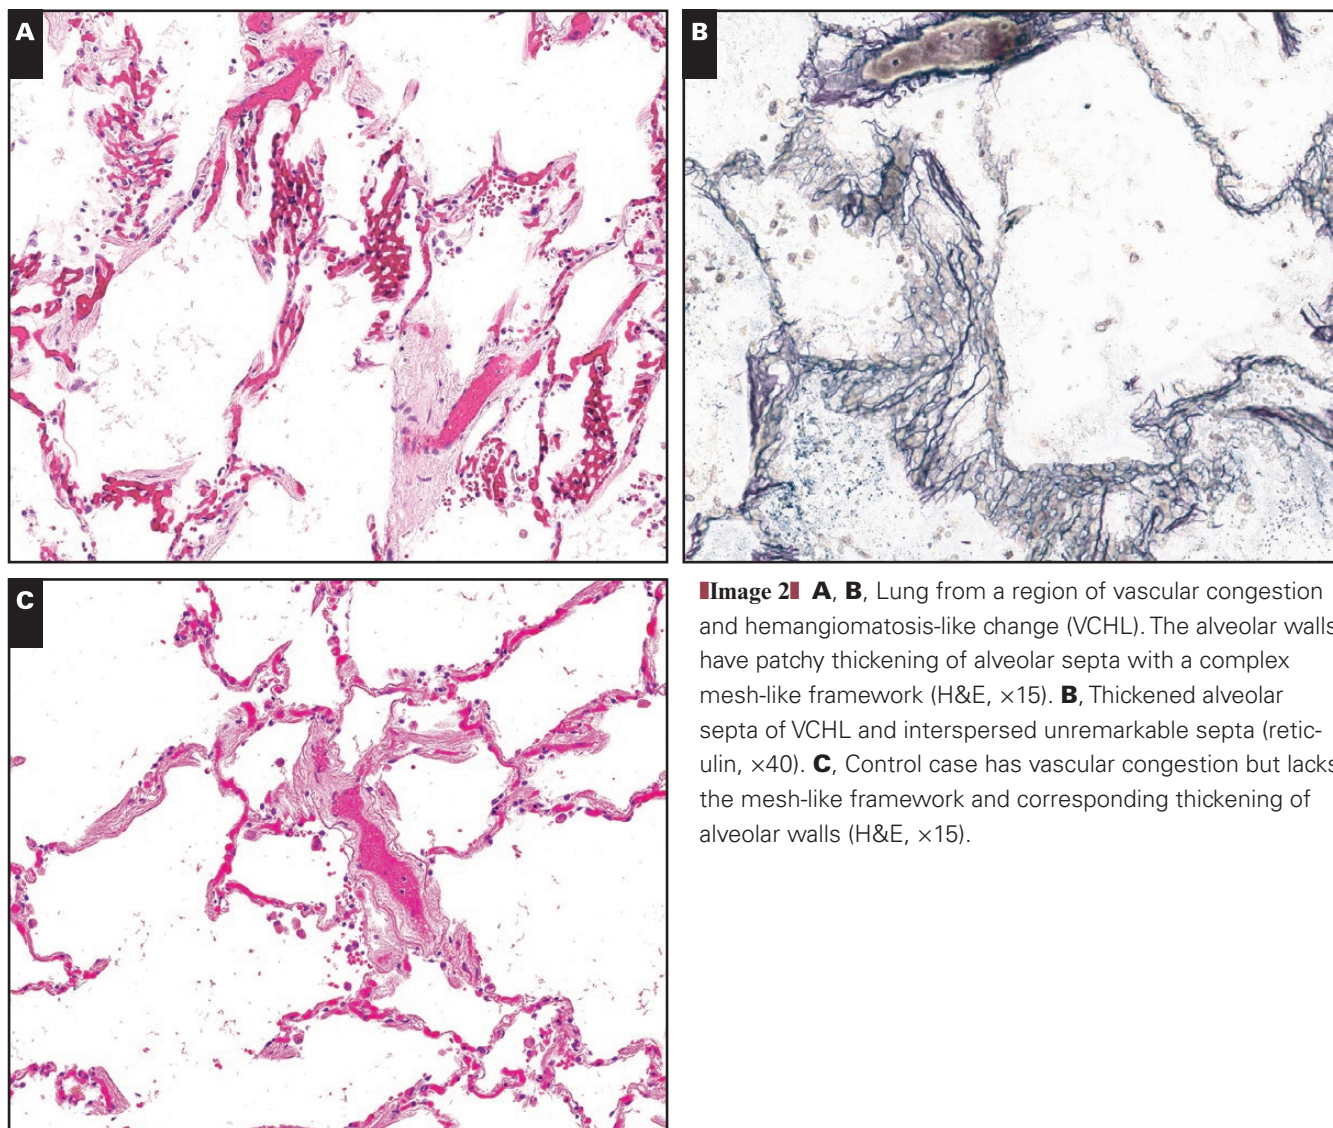 A
B
C
Image 2 A, B, Lung from a region of vascular congestion
and hemangiomatosis-like change (VCHL). The alveolar walls
have patchy thickening of alveolar septa with a complex
mesh-like framework (H&E, ×15). B, Thickened alveolar
septa of VCHL and interspersed unremarkable septa (retic-
ulin, ×40). C, Control case has vascular congestion but lacks
the mesh-like framework and corresponding thickening of
alveolar walls (H&E, ×15).